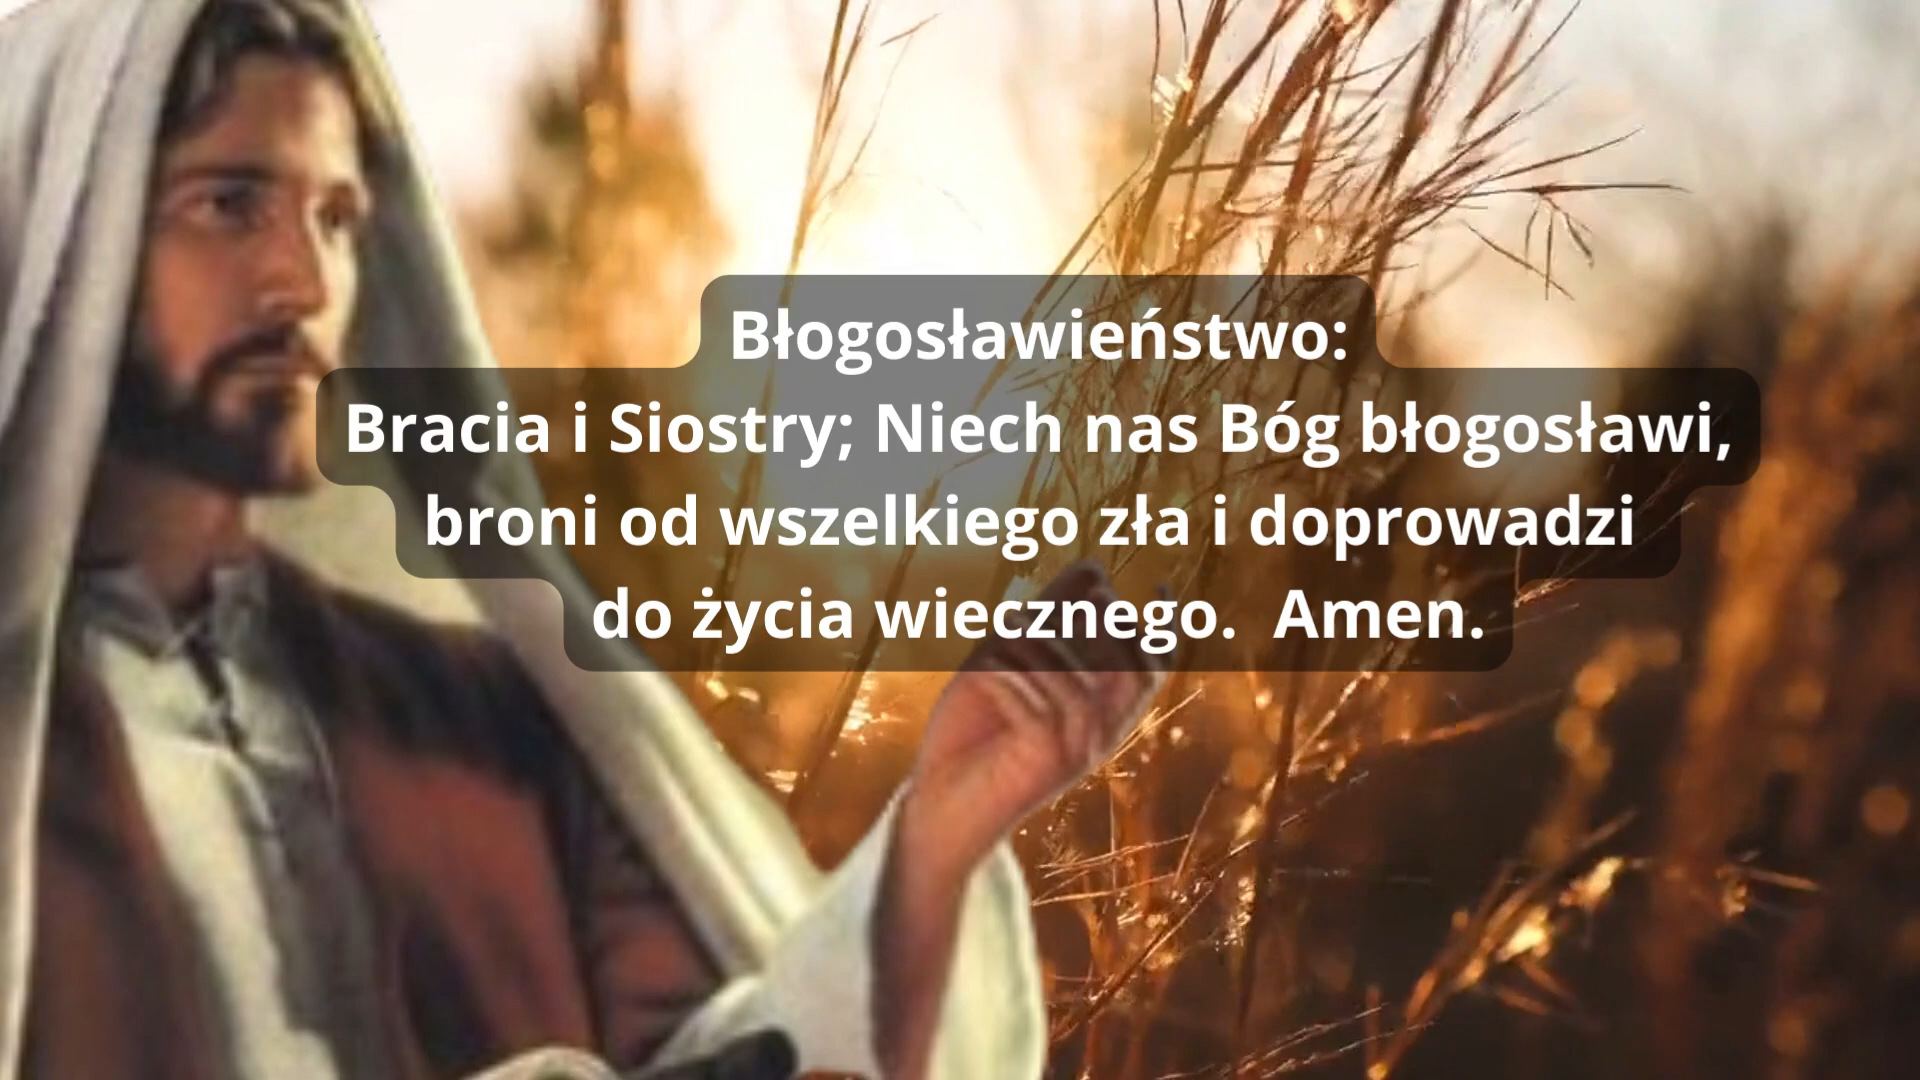 Błogosławieństwo:
Bracia i Siostry; Niech nas Bóg błogosławi,
broni od wszelkiego zła i doprowadzi
do życia wiecznego.  Amen.